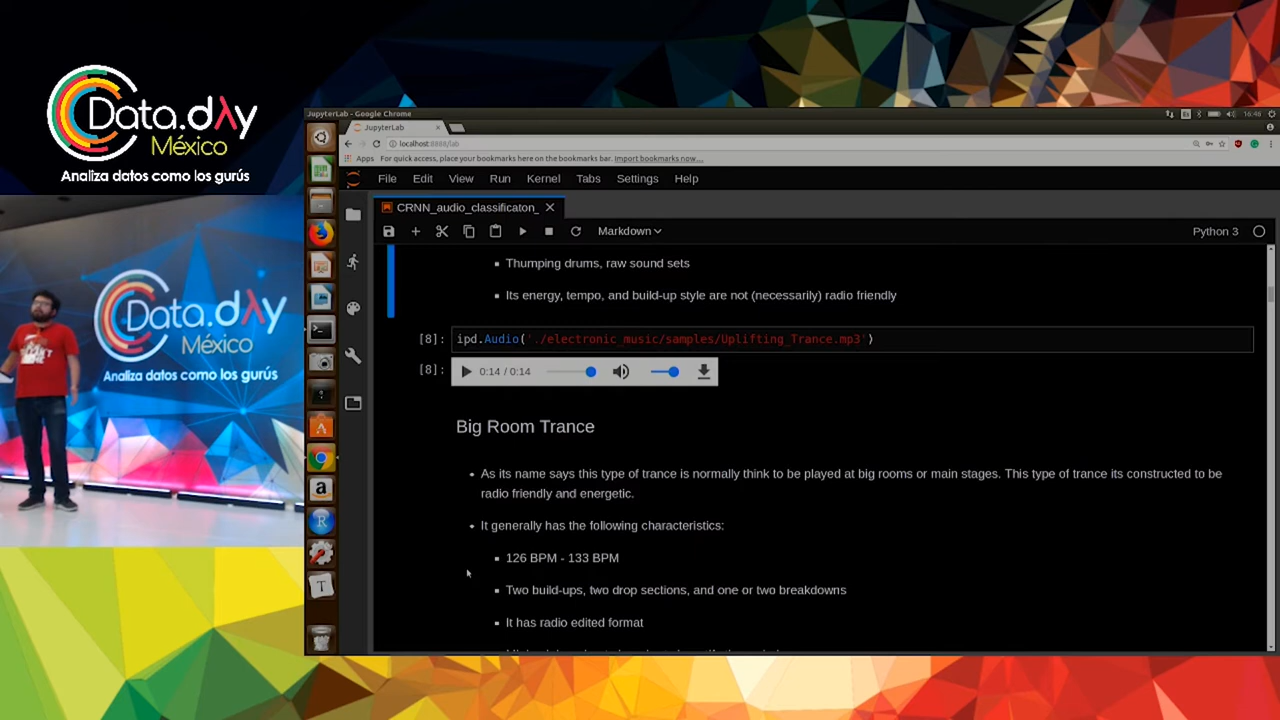 Data.dλy
México
Analiza datos como los gurús
Data.dλy
México
Analiza datos como los gurús
JupyterLab - Google Chrome
16:46
JupyterLab
localhost:8888/lab
Apps For quick access, place your bookmarks here on the bookmarks bar. Import bookmarks now...
File Edit View Run Kernel Tabs Settings Help
CRNN_audio_classificaton_
Markdown
Python 3
Thumping drums, raw sound sets
Its energy, tempo, and build-up style are not (necessarily) radio friendly
[8]: ipd.Audio('./electronic_music/samples/Uplifting_Trance.mp3')
[8]: 0:14 / 0:14
Big Room Trance
As its name says this type of trance is normally think to be played at big rooms or main stages. This type of trance its constructed to be
radio friendly and energetic.
It generally has the following characteristics:
126 BPM - 133 BPM
Two build-ups, two drop sections, and one or two breakdowns
It has radio edited format